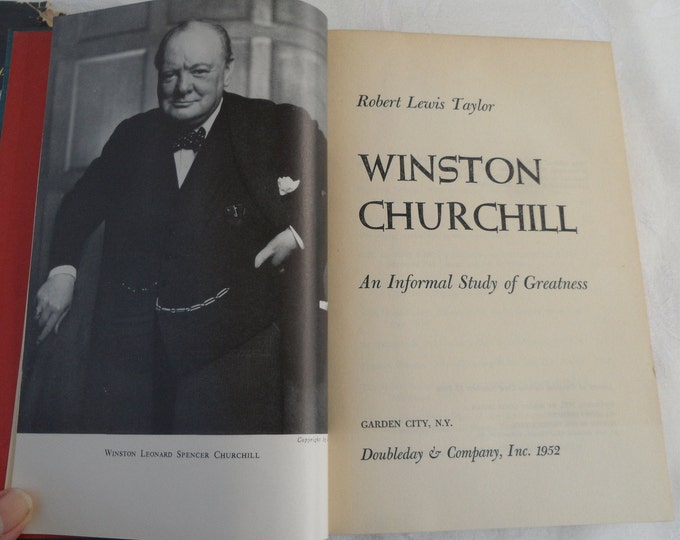 Copyright
WINSTON LEONARD SPENCER CHURCHILL
Robert Lewis Taylor
WINSTON
CHURCHILL
An Informal Study of Greatness
GARDEN CITY, N.Y.
Doubleday & Company, Inc. 1952